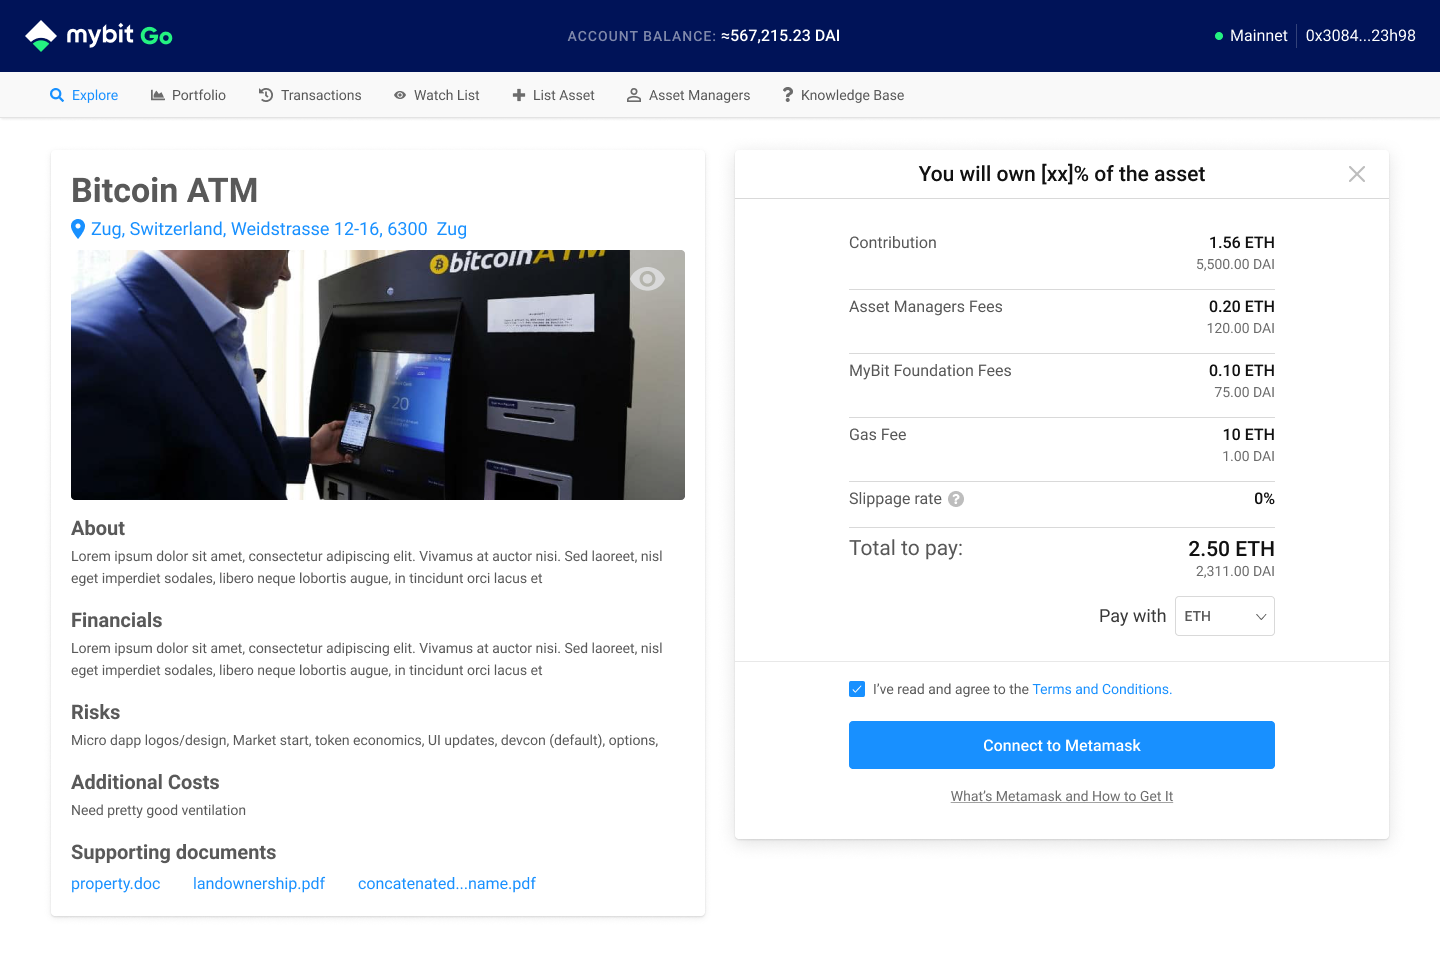 mybit Go
ACCOUNT BALANCE: ≈567,215.23 DAI
Mainnet
0x3084...23h98
Explore
Portfolio
Transactions
Watch List
List Asset
Asset Managers
Knowledge Base
Bitcoin ATM
Zug, Switzerland, Weidstrasse 12-16, 6300  Zug
bitcoin ATM
20
About
Lorem ipsum dolor sit amet, consectetur adipiscing elit. Vivamus at auctor nisi. Sed laoreet, nisl
eget imperdiet sodales, libero neque lobortis augue, in tincidunt orci lacus et
Financials
Lorem ipsum dolor sit amet, consectetur adipiscing elit. Vivamus at auctor nisi. Sed laoreet, nisl
eget imperdiet sodales, libero neque lobortis augue, in tincidunt orci lacus et
Risks
Micro dapp logos/design, Market start, token economics, UI updates, devcon (default), options,
Additional Costs
Need pretty good ventilation
Supporting documents
property.doc
landownership.pdf
concatenated...name.pdf
You will own [xx]% of the asset
Contribution
1.56 ETH
5,500.00 DAI
Asset Managers Fees
0.20 ETH
120.00 DAI
MyBit Foundation Fees
0.10 ETH
75.00 DAI
Gas Fee
10 ETH
1.00 DAI
Slippage rate ?
0%
Total to pay:
2.50 ETH
2,311.00 DAI
Pay with
ETH
I’ve read and agree to the Terms and Conditions.
Connect to Metamask
What’s Metamask and How to Get It